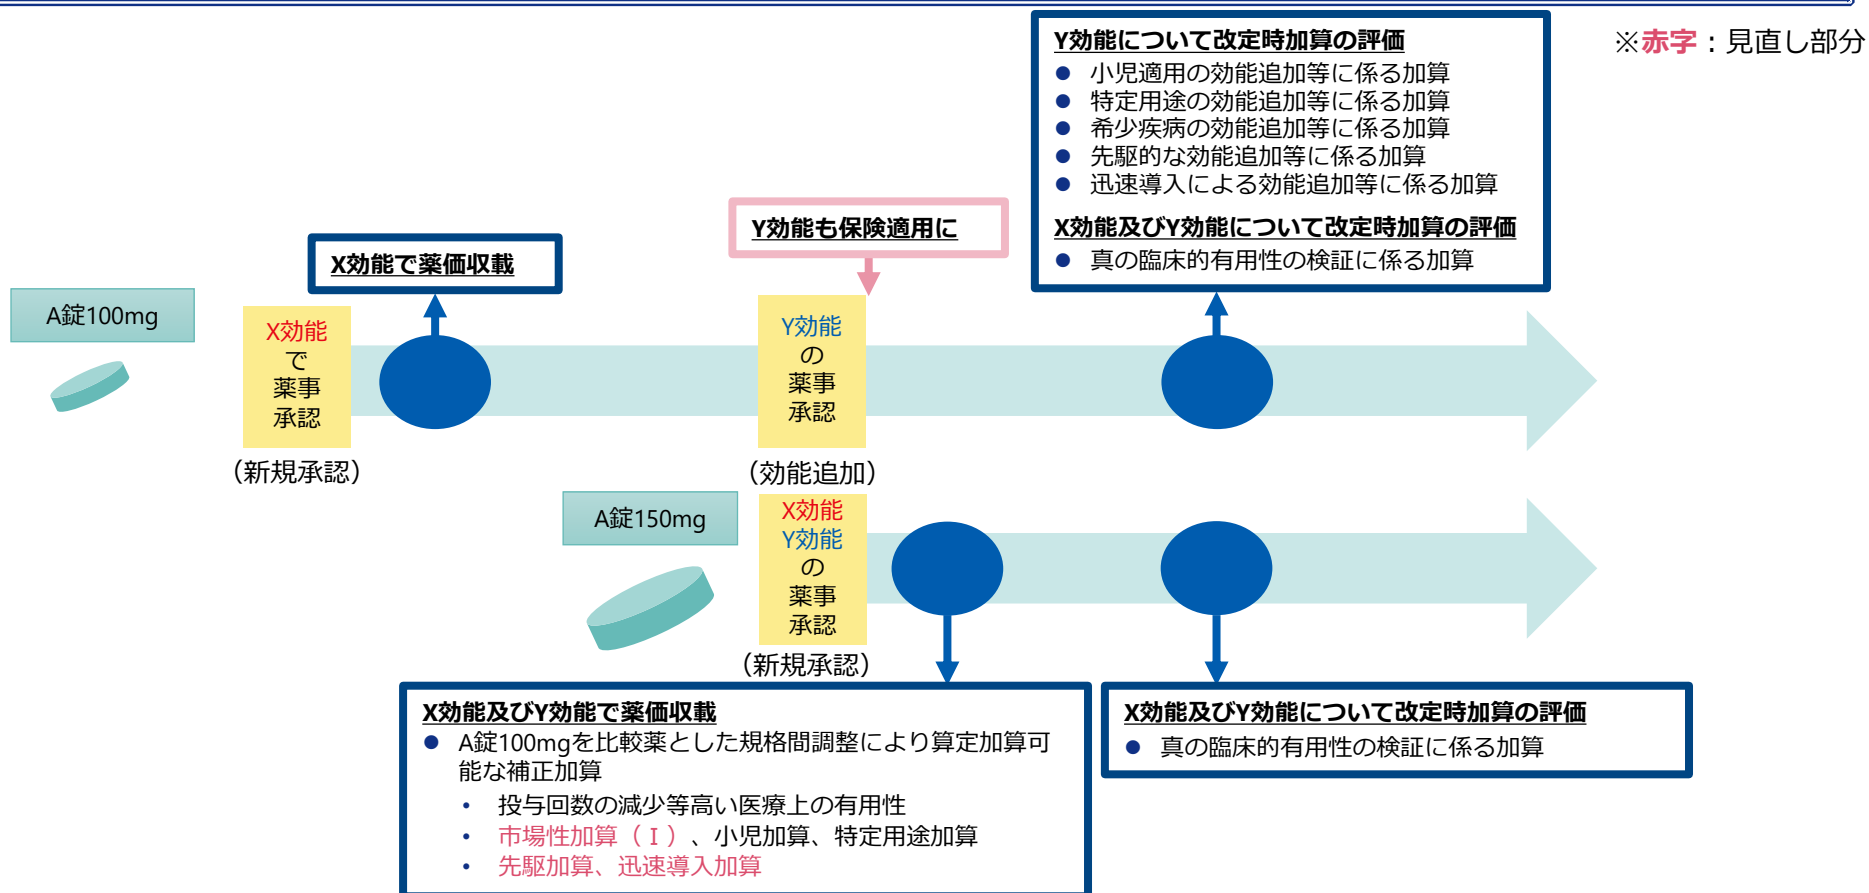 ※赤字：見直し部分
Y効能について改定時加算の評価
● 小児適用の効能追加等に係る加算
● 特定用途の効能追加等に係る加算
● 希少疾病の効能追加等に係る加算
● 先駆的な効能追加等に係る加算
● 迅速導入による効能追加等に係る加算
X効能及びY効能について改定時加算の評価
● 真の臨床的有用性の検証に係る加算
Y効能も保険適用に
X効能で薬価収載
A錠100mg
X効能
で
薬事
承認
（新規承認）
Y効能
の
薬事
承認
（効能追加）
A錠150mg
X効能
Y効能
の
薬事
承認
（新規承認）
X効能及びY効能で薬価収載
● A錠100mgを比較薬とした規格間調整により算定加算可
能な補正加算
• 投与回数の減少等高い医療上の有用性
• 市場性加算（Ⅰ）、小児加算、特定用途加算
• 先駆加算、迅速導入加算
X効能及びY効能について改定時加算の評価
● 真の臨床的有用性の検証に係る加算